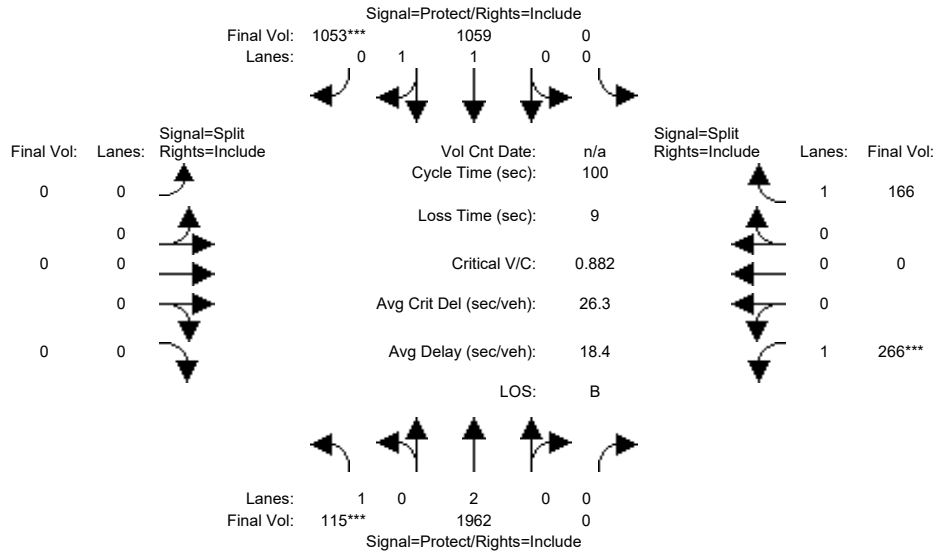 Signal=Protect/Rights=Include
Final Vol: 1053*** 1059 0
Lanes: 0 1 1 0 0
Signal=Split Signal=Split
Final Vol: Lanes: Rights=Include Vol Cnt Date: n/a Rights=Include Lanes: Final Vol:
Cycle Time (sec): 100
0 0 1 166
Loss Time (sec): 9
0 0
0 0 Critical V/C: 0.882 0 0
0 Avg Crit Del (sec/veh): 26.3 0
0 0 Avg Delay (sec/veh): 18.4 1 266***
LOS: B
Lanes: 1 0 2 0 0
Final Vol: 115*** 1962 0
Signal=Protect/Rights=Include